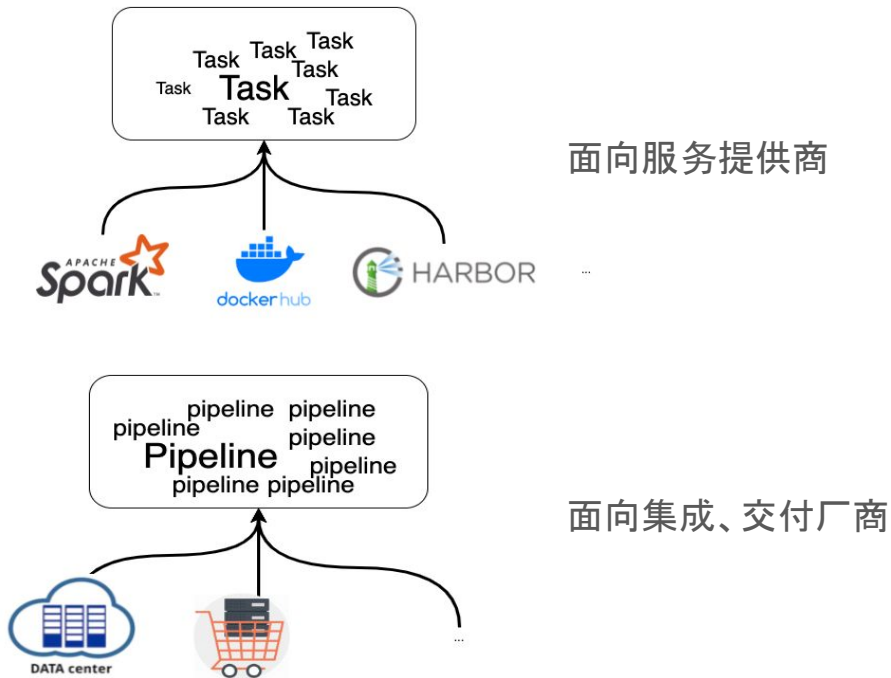 Task
Task
Task
Task
Task
Task
Task
Task
Task
面向服务提供商
APACHE
Spark
TM
dockerhub
HARBOR
...
pipeline pipeline
pipeline
pipeline
Pipeline
pipeline
pipeline pipeline
面向集成、交付厂商
DATA center
...